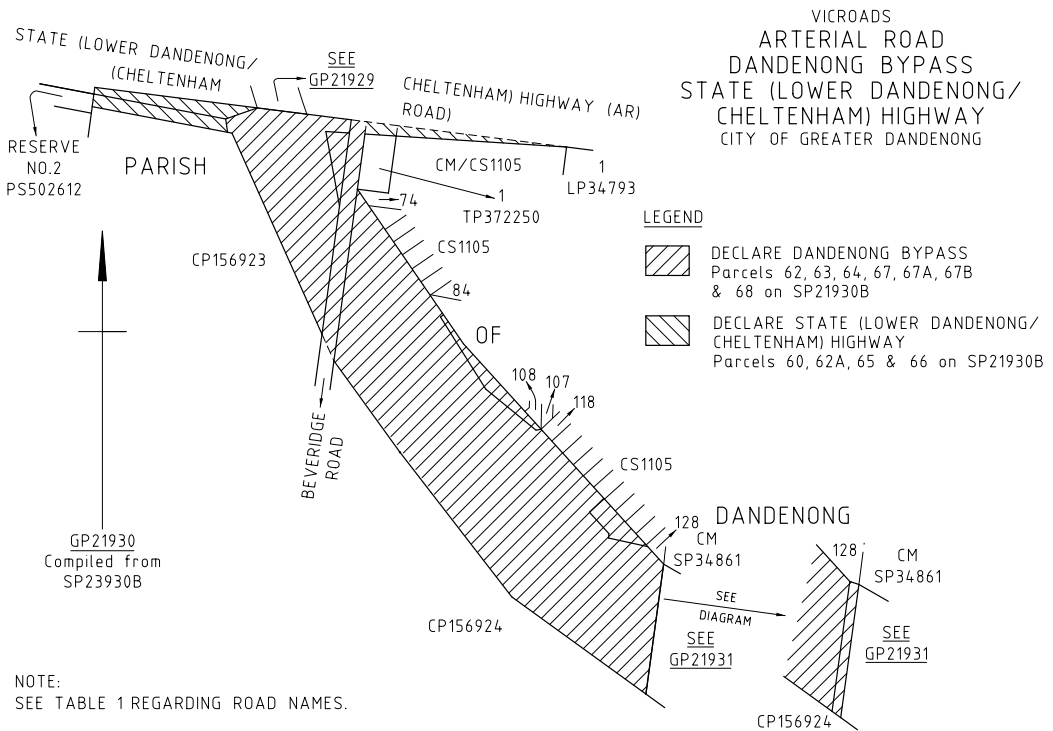 VICROADS
ARTERIAL ROAD
DANDENONG BYPASS
STATE (LOWER DANDENONG/
CHELTENHAM) HIGHWAY
CITY OF GREATER DANDENONG
STATE (LOWER DANDENONG/
(CHELTENHAM
SEE
GP21929
CHELTENHAM) HIGHWAY (AR)
ROAD)
RESERVE
NO.2
PS502612
PARISH
CM/CS1105
1
LP34793
1
TP372250
74
CS1105
CP156923
84
OF
LEGEND
DECLARE DANDENONG BYPASS
Parcels 62, 63, 64, 67, 67A, 67B
& 68 on SP21930B
DECLARE STATE (LOWER DANDENONG/
CHELTENHAM) HIGHWAY
Parcels 60, 62A, 65 & 66 on SP21930B
108
107
118
BEVERIDGE
ROAD
CS1105
DANDENONG
128
CM
SP34861
GP21930
Compiled from
SP23930B
128
CM
SP34861
SEE
DIAGRAM
CP156924
SEE
GP21931
SEE
GP21931
CP156924
NOTE:
SEE TABLE 1 REGARDING ROAD NAMES.